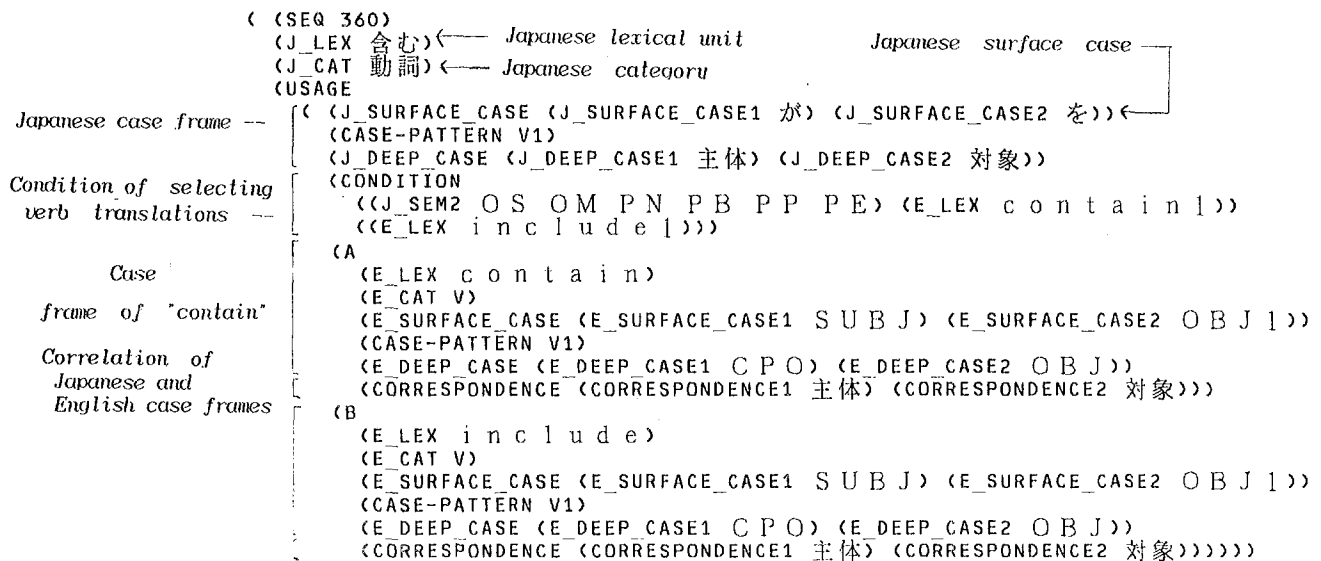 ( (SEQ 360)
(J_LEX 含む) Japanese lexical unit Japanese surface case
(J_CAT 動詞) Japanese category
(USAGE
Japanese case frame -- ( (J_SURFACE_CASE (J_SURFACE_CASE1 が) (J_SURFACE_CASE2 を))
(CASE-PATTERN V1)
(J_DEEP_CASE (J_DEEP_CASE1 主体) (J_DEEP_CASE2 対象))
Condition of selecting (CONDITION
verb translations -- ((J_SEM2 OS OM PN PB PP PE) (E_LEX contain1))
((E_LEX include1)))
(A
Case (E_LEX contain)
(E_CAT V)
frame of "contain" (E_SURFACE_CASE (E_SURFACE_CASE1 SUBJ) (E_SURFACE_CASE2 OBJ1))
(CASE-PATTERN V1)
Correlation of (E_DEEP_CASE (E_DEEP_CASE1 CPO) (E_DEEP_CASE2 OBJ))
Japanese and (CORRESPONDENCE (CORRESPONDENCE1 主体) (CORRESPONDENCE2 対象)))
English case frames (B
(E_LEX include)
(E_CAT V)
(E_SURFACE_CASE (E_SURFACE_CASE1 SUBJ) (E_SURFACE_CASE2 OBJ1))
(CASE-PATTERN V1)
(E_DEEP_CASE (E_DEEP_CASE1 CPO) (E_DEEP_CASE2 OBJ))
(CORRESPONDENCE (CORRESPONDENCE1 主体) (CORRESPONDENCE2 対象))))))